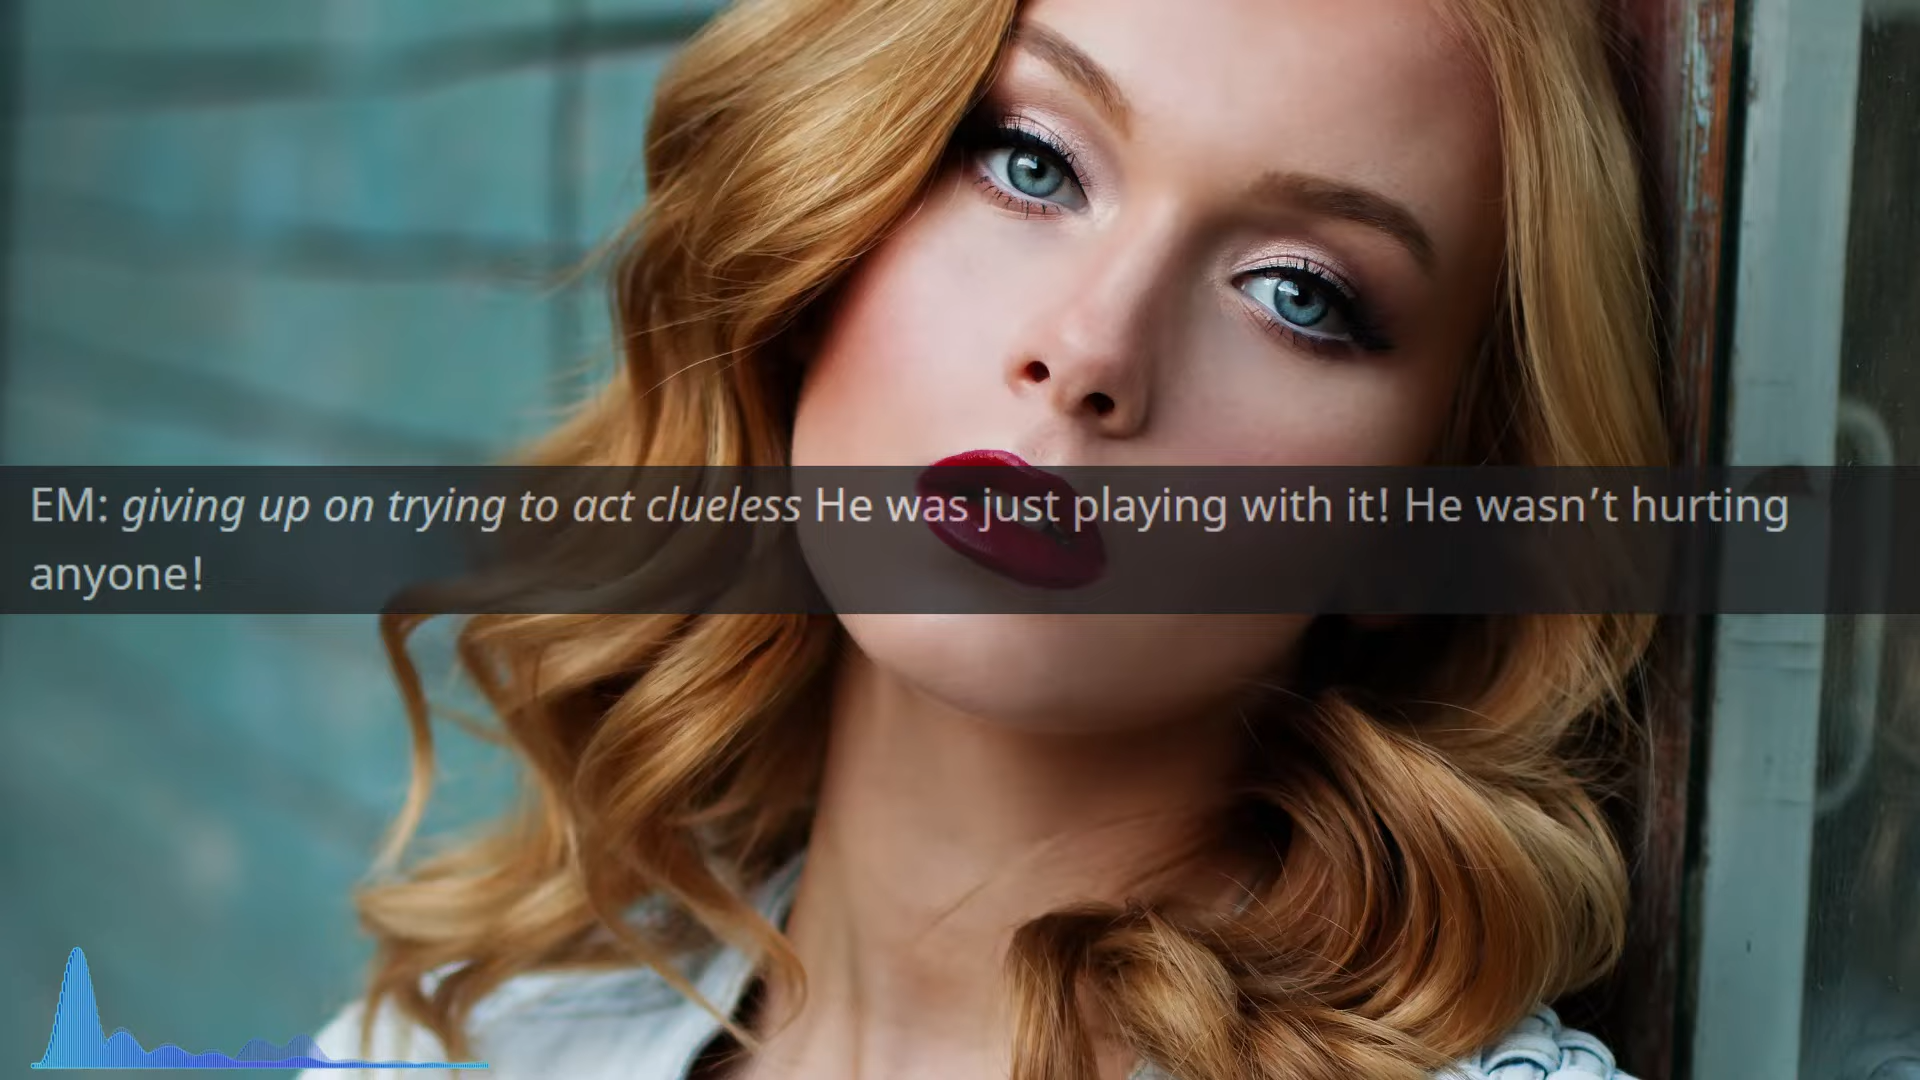 EM: giving up on trying to act clueless He was just playing with it! He wasn’t hurting
anyone!